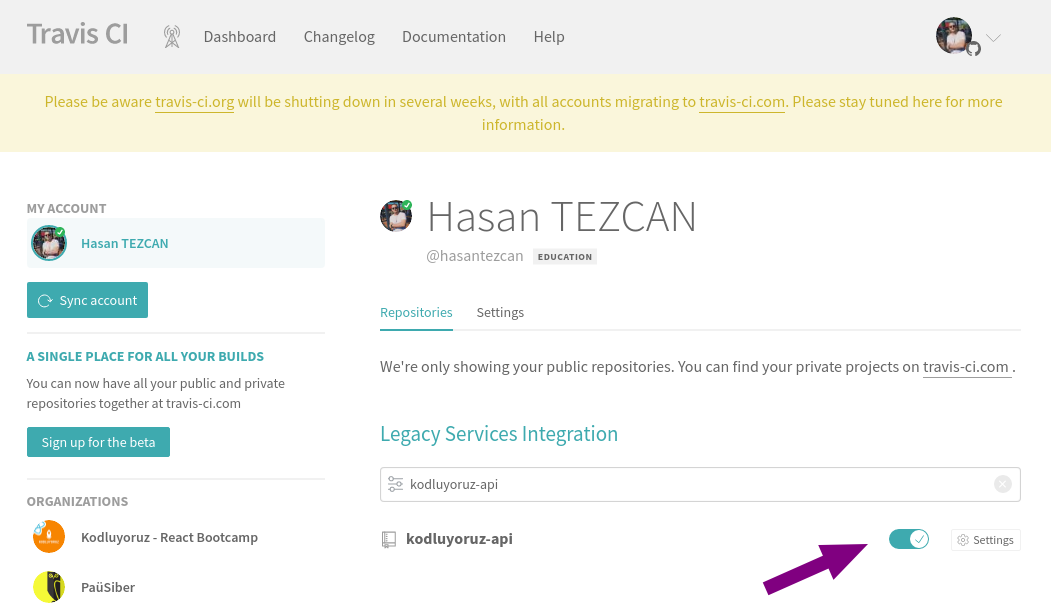 Travis CI
Dashboard
Changelog
Documentation
Help
Please be aware travis-ci.org will be shutting down in several weeks, with all accounts migrating to travis-ci.com. Please stay tuned here for more
information.
MY ACCOUNT
Hasan TEZCAN
Sync account
A SINGLE PLACE FOR ALL YOUR BUILDS
You can now have all your public and private
repositories together at travis-ci.com
Sign up for the beta
ORGANIZATIONS
Kodluyoruz - React Bootcamp
PaüSiber
Hasan TEZCAN
@hasantezcan
EDUCATION
Repositories
Settings
We're only showing your public repositories. You can find your private projects on travis-ci.com .
Legacy Services Integration
kodluyoruz-api
kodluyoruz-api
Settings